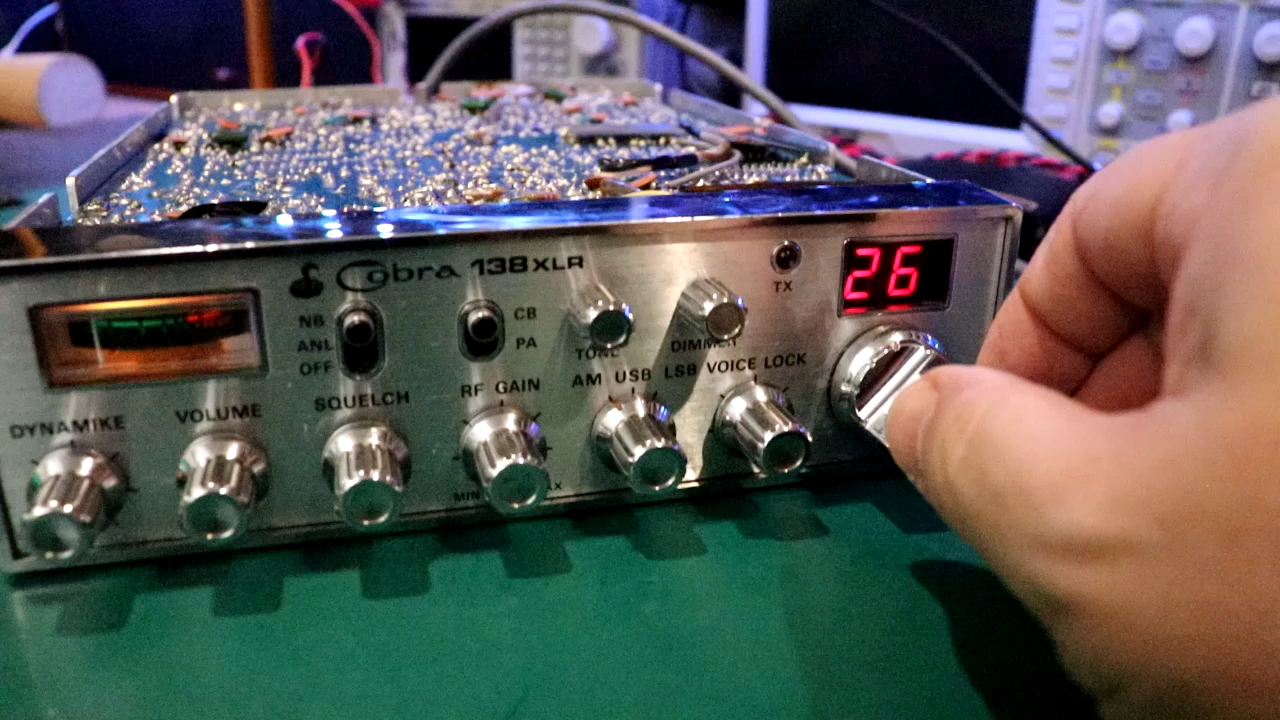 Cobra 138XLR
26
TX
NB
ANL
OFF
CB
PA
TONE
DIMMER
DYNAMIKE
VOLUME
SQUELCH
RF GAIN
AM USB LSB
VOICE LOCK
MIN